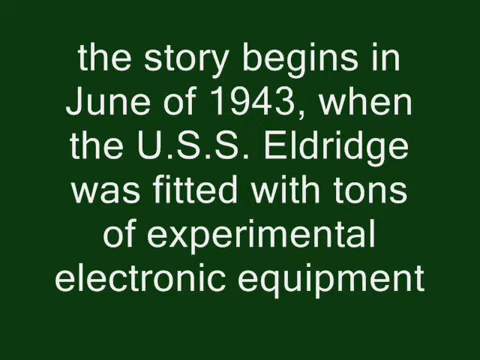 the story begins in
June of 1943, when
the U.S.S. Eldridge
was fitted with tons
of experimental
electronic equipment